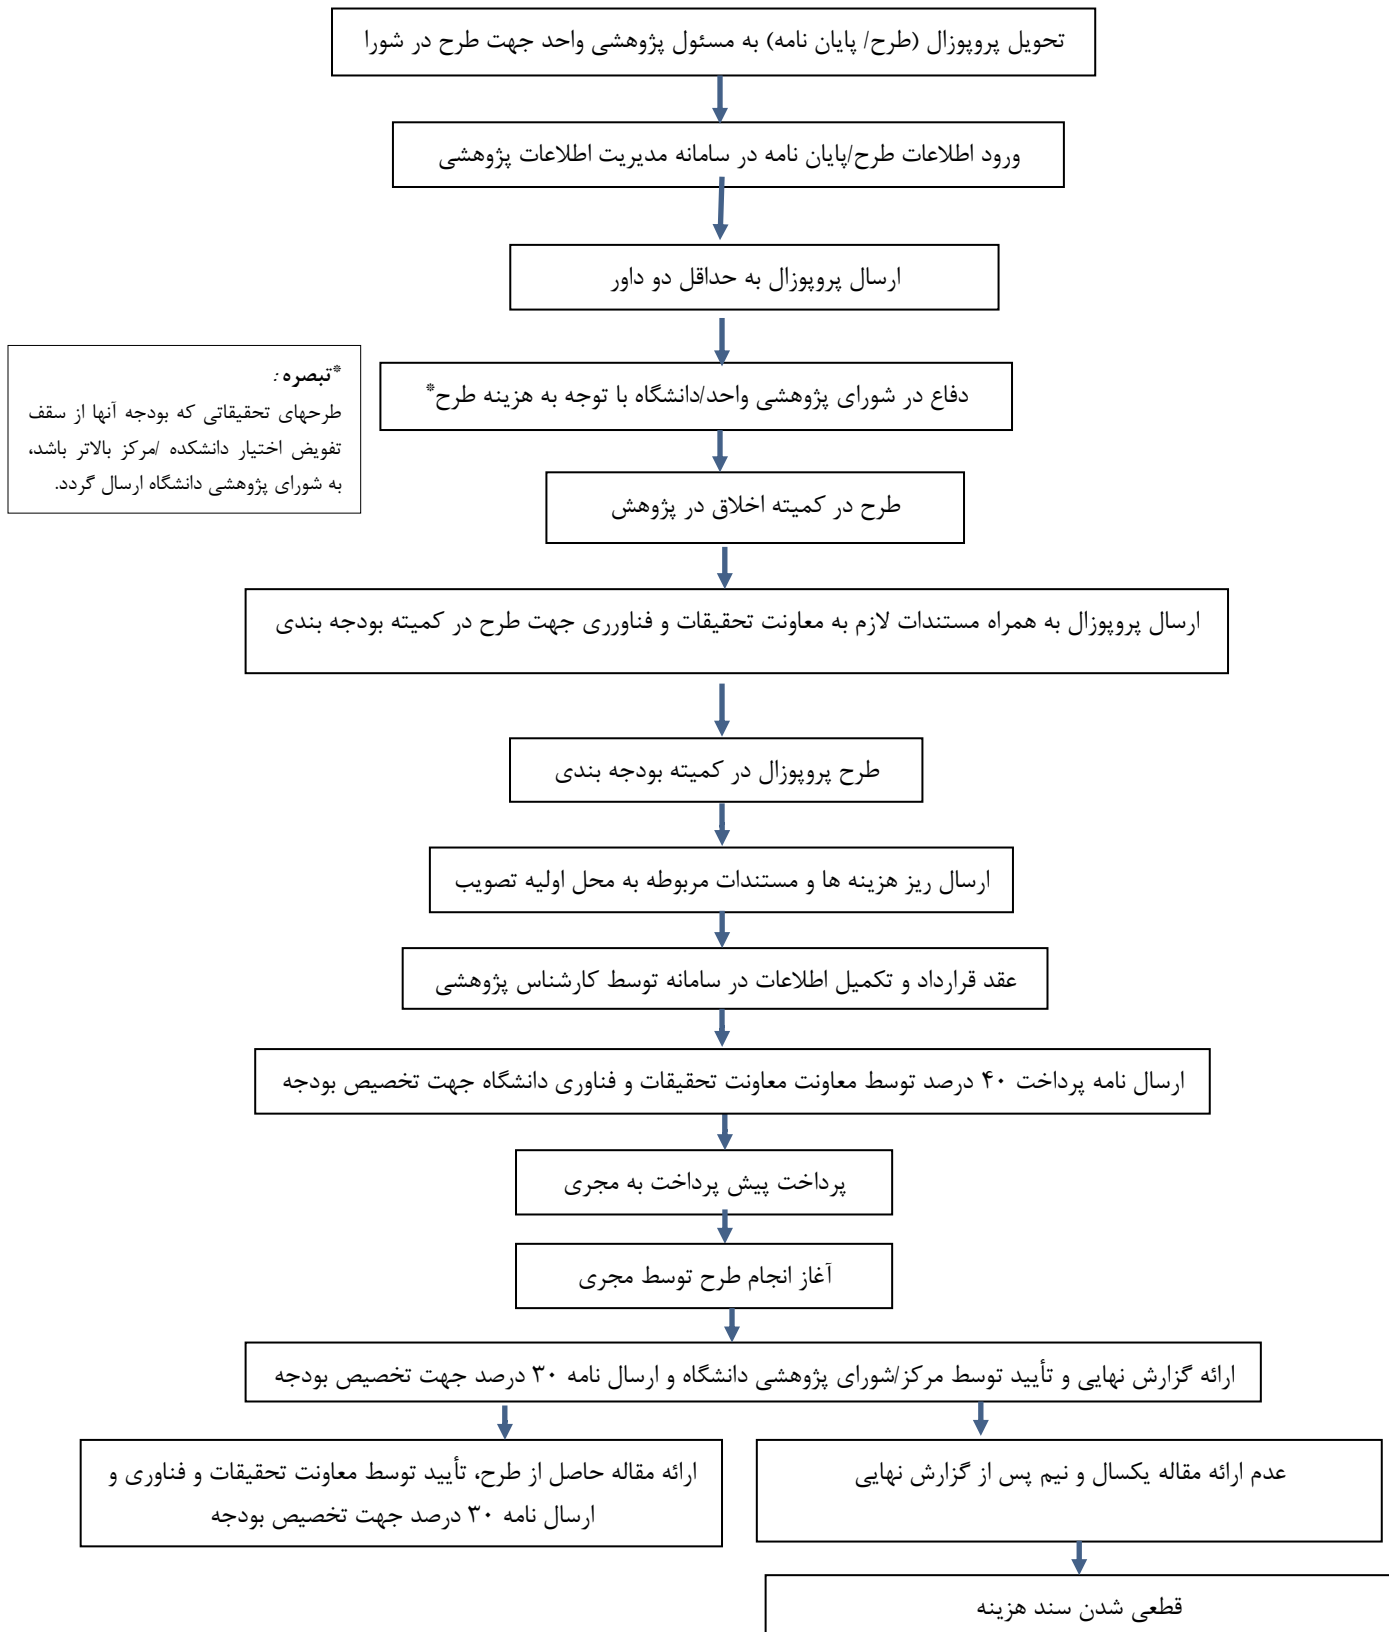 تحویل پروپوزال (طرح/ پایان نامه) به مسئول پژوهشی واحد جهت طرح در شورا
ورود اطلاعات طرح/پایان نامه در سامانه مدیریت اطلاعات پژوهشی
ارسال پروپوزال به حداقل دو داور
دفاع در شورای پژوهشی واحد/دانشگاه با توجه به هزینه طرح*
*تبصره :
طرحهای تحقیقاتی که بودجه آنها از سقف
تفویض اختیار دانشکده /مرکز بالاتر باشد،
به شورای پژوهشی دانشگاه ارسال گردد.
طرح در کمیته اخلاق در پژوهش
ارسال پروپوزال به همراه مستندات لازم به معاونت تحقیقات و فناورری جهت طرح در کمیته بودجه بندی
طرح پروپوزال در کمیته بودجه بندی
ارسال ریز هزینه ها و مستندات مربوطه به محل اولیه تصویب
عقد قرارداد و تکمیل اطلاعات در سامانه توسط کارشناس پژوهشی
ارسال نامه پرداخت ۴۰ درصد توسط معاونت معاونت تحقیقات و فناوری دانشگاه جهت تخصیص بودجه
پرداخت پیش پرداخت به مجری
آغاز انجام طرح توسط مجری
ارائه گزارش نهایی و تأیید توسط مرکز/شورای پژوهشی دانشگاه و ارسال نامه ۳۰ درصد جهت تخصیص بودجه
عدم ارائه مقاله یکسال و نیم پس از گزارش نهایی
ارائه مقاله حاصل از طرح، تأیید توسط معاونت تحقیقات و فناوری و
ارسال نامه ۳۰ درصد جهت تخصیص بودجه
قطعی شدن سند هزینه